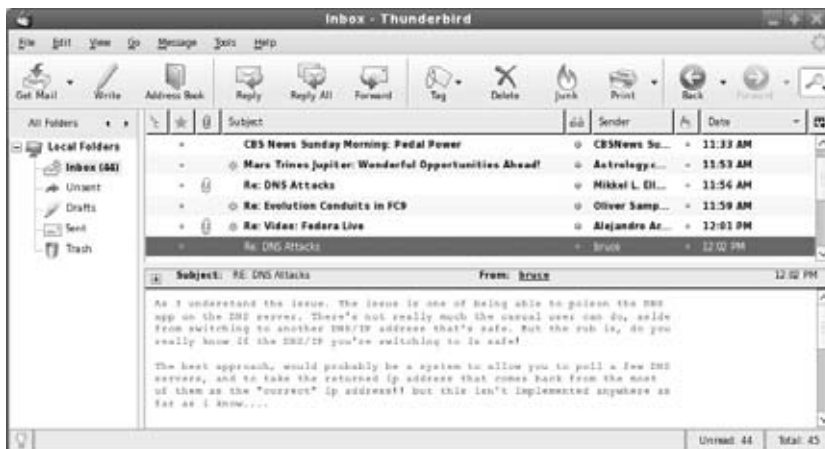 Inbox - Thunderbird
File Edit View Go Message Tools Help
Get Mail Write Address Book Reply Reply All Forward Tag Delete Junk Print Back Forward
All Folders Subject Sender Date
Local Folders
Inbox (44)
Unsent
Drafts
Sent
Trash
CBS News Sunday Morning: Pedal Power CBSNews Su... 11:33 AM
Mars Trines Jupiter: Wonderful Opportunities Ahead! Astrology.c... 11:53 AM
Re: DNS Attacks Mikkel L. Ell... 11:56 AM
Re: Evolution Conduits in FC9 Oliver Samp... 11:59 AM
Re: Video: Fedora Live Alejandro Ac... 12:01 PM
Re: DNS Attacks bruce 12:02 PM
Subject: RE: DNS Attacks From: bruce 12:02 PM
As I understand the issue. The issue is one of being able to poison the DNS
app on the DNS server. There's not really much the casual user can do, aside
from switching to another DNS/IP address that's safe. But the rub is, do you
really know if the DNS/IP you're switching to is safe!
The best approach, would probably be a system to allow you to poll a few DNS
servers, and to take the returned ip address that comes back from the most
of them as the "correct" ip address!! but this isn't implemented anywhere as
far as i know....
Unread: 44 Total: 45